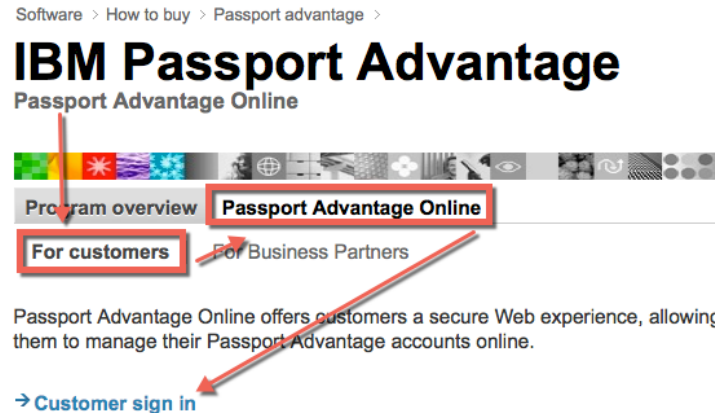 Software > How to buy > Passport advantage >
IBM Passport Advantage
Passport Advantage Online
Program overview Passport Advantage Online
For customers For Business Partners
Passport Advantage Online offers customers a secure Web experience, allowing
them to manage their Passport Advantage accounts online.
→ Customer sign in